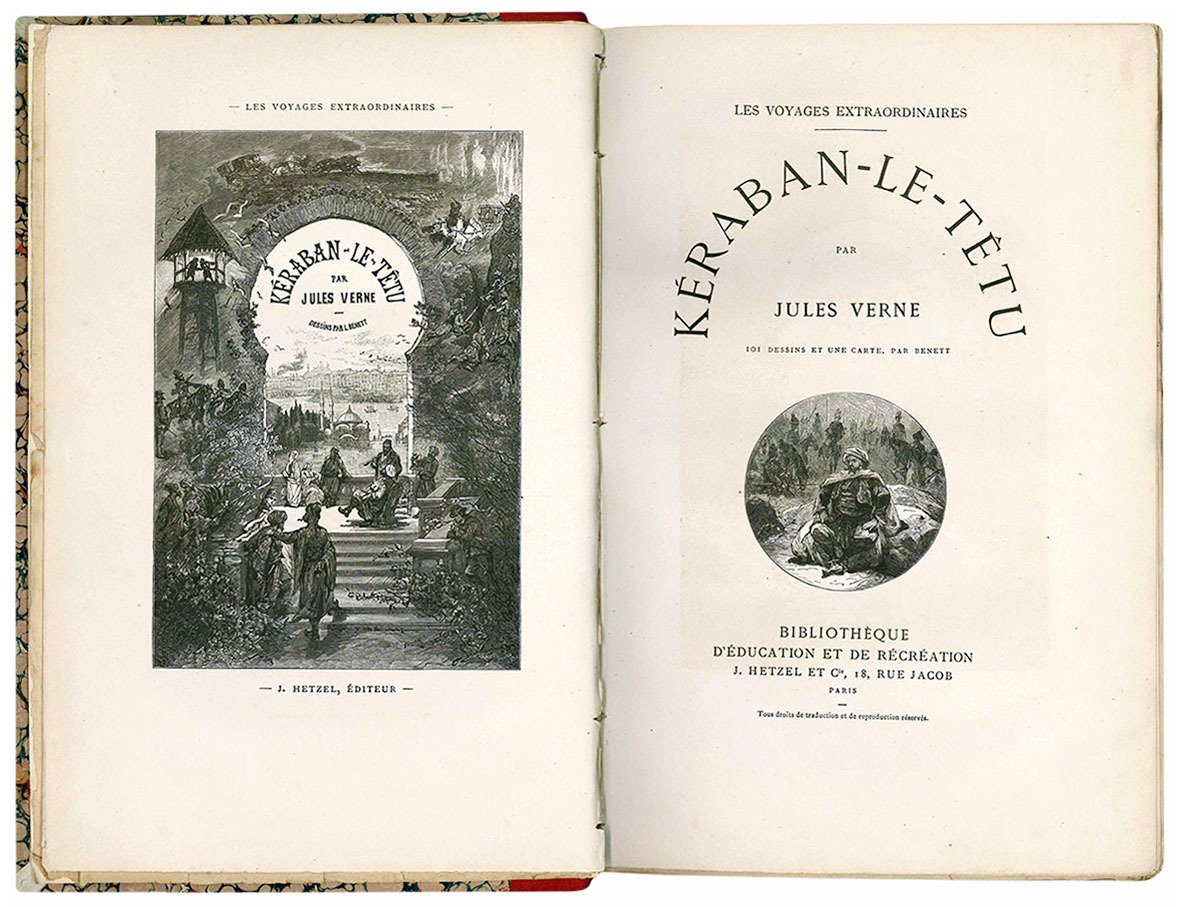 — LES VOYAGES EXTRAORDINAIRES —
KÉRABAN-LE-TÊTU
PAR
JULES VERNE
DESSINS PAR L. BENETT
— J. HETZEL, ÉDITEUR —
LES VOYAGES EXTRAORDINAIRES
KÉRABAN-LE-TÊTU
PAR
JULES VERNE
101 DESSINS ET UNE CARTE, PAR BENETT
BIBLIOTHÈQUE
D'ÉDUCATION ET DE RÉCRÉATION
J. HETZEL ET Cie, 18, RUE JACOB
PARIS
Tous droits de traduction et de reproduction réservés.